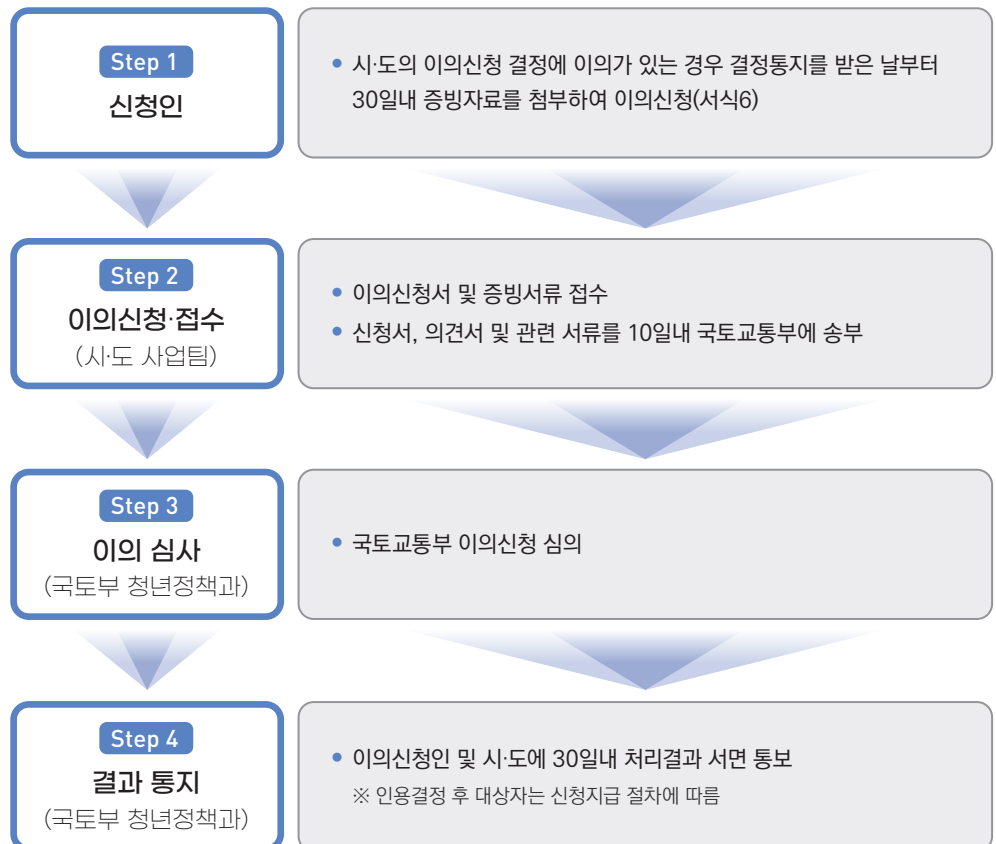 Step 1
신청인
• 시·도의 이의신청 결정에 이의가 있는 경우 결정통지를 받은 날부터
30일내 증빙자료를 첨부하여 이의신청(서식6)
Step 2
이의신청·접수
(시·도 사업팀)
• 이의신청서 및 증빙서류 접수
• 신청서, 의견서 및 관련 서류를 10일내 국토교통부에 송부
Step 3
이의 심사
(국토부 청년정책과)
• 국토교통부 이의신청 심의
Step 4
결과 통지
(국토부 청년정책과)
• 이의신청인 및 시·도에 30일내 처리결과 서면 통보
※ 인용결정 후 대상자는 신청지급 절차에 따름